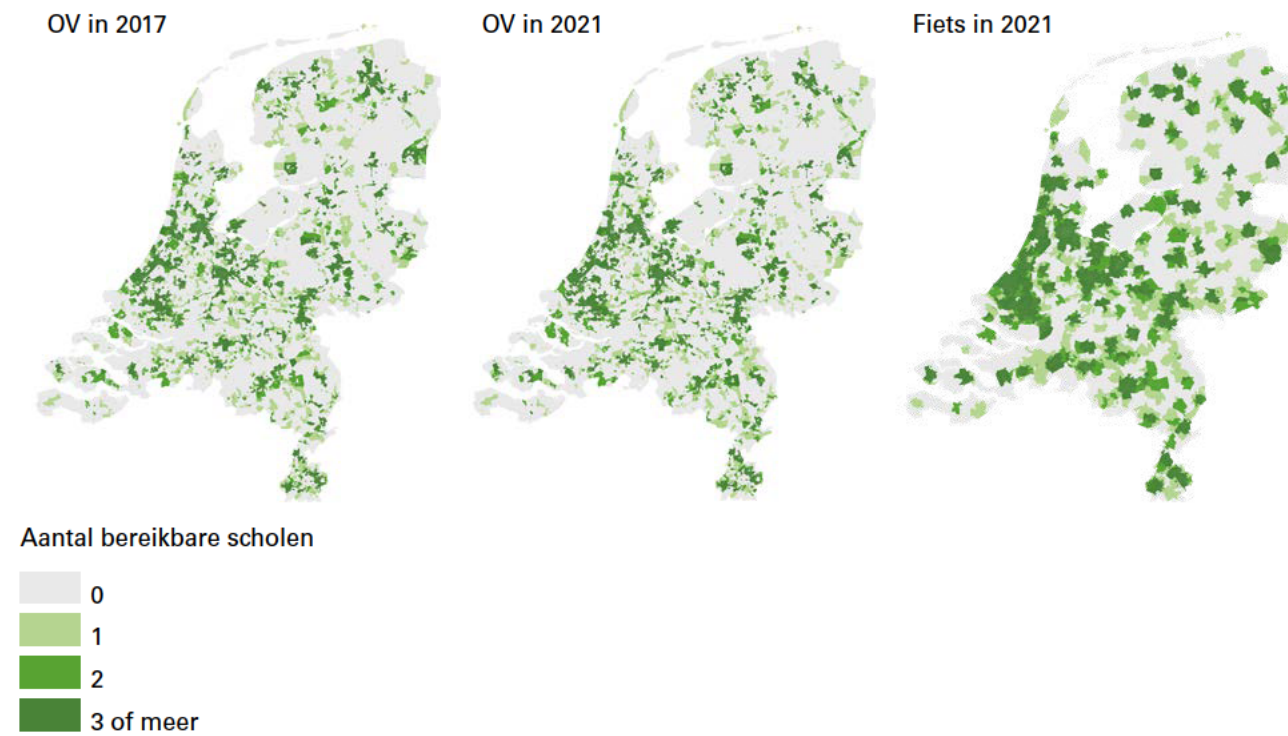 OV in 2017
OV in 2021
Fiets in 2021
Aantal bereikbare scholen
0
1
2
3 of meer